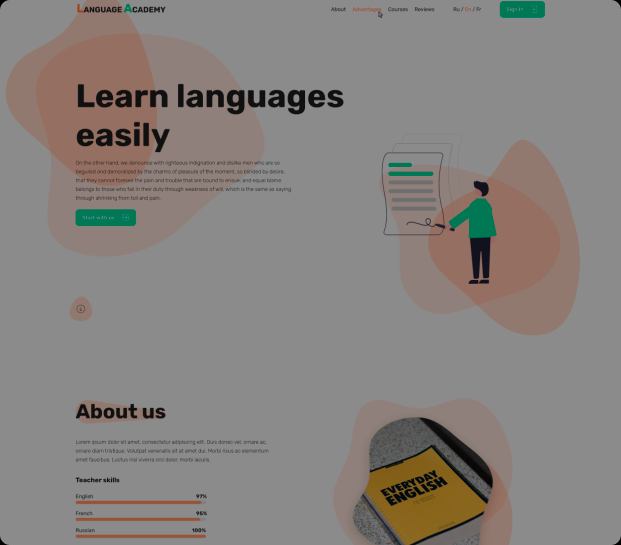 LANGUAGE ACADEMY
About Advantages Courses Reviews Ru / En / Fr Sign In
Learn languages
easily
On the other hand, we denounce with righteous indignation and dislike men who are so
beguiled and demoralized by the charms of pleasure of the moment, so blinded by desire,
that they cannot foresee the pain and trouble that are bound to ensue; and equal blame
belongs to those who fail in their duty through weakness of will, which is the same as saying
through shrinking from toil and pain.
Start with us
About us
Lorem ipsum dolor sit amet, consectetur adipiscing elit. Duis donec vel, ornare ac,
ornare diam tristique. Volutpat venenatis sit at amet dui. Morbi risus ac elementum
amet faucibus. Luctus nisl viverra orci dolor, morbi iaculis.
Teacher skills
English 97%
French 95%
Russian 100%
EVERYDAY
ENGLISH